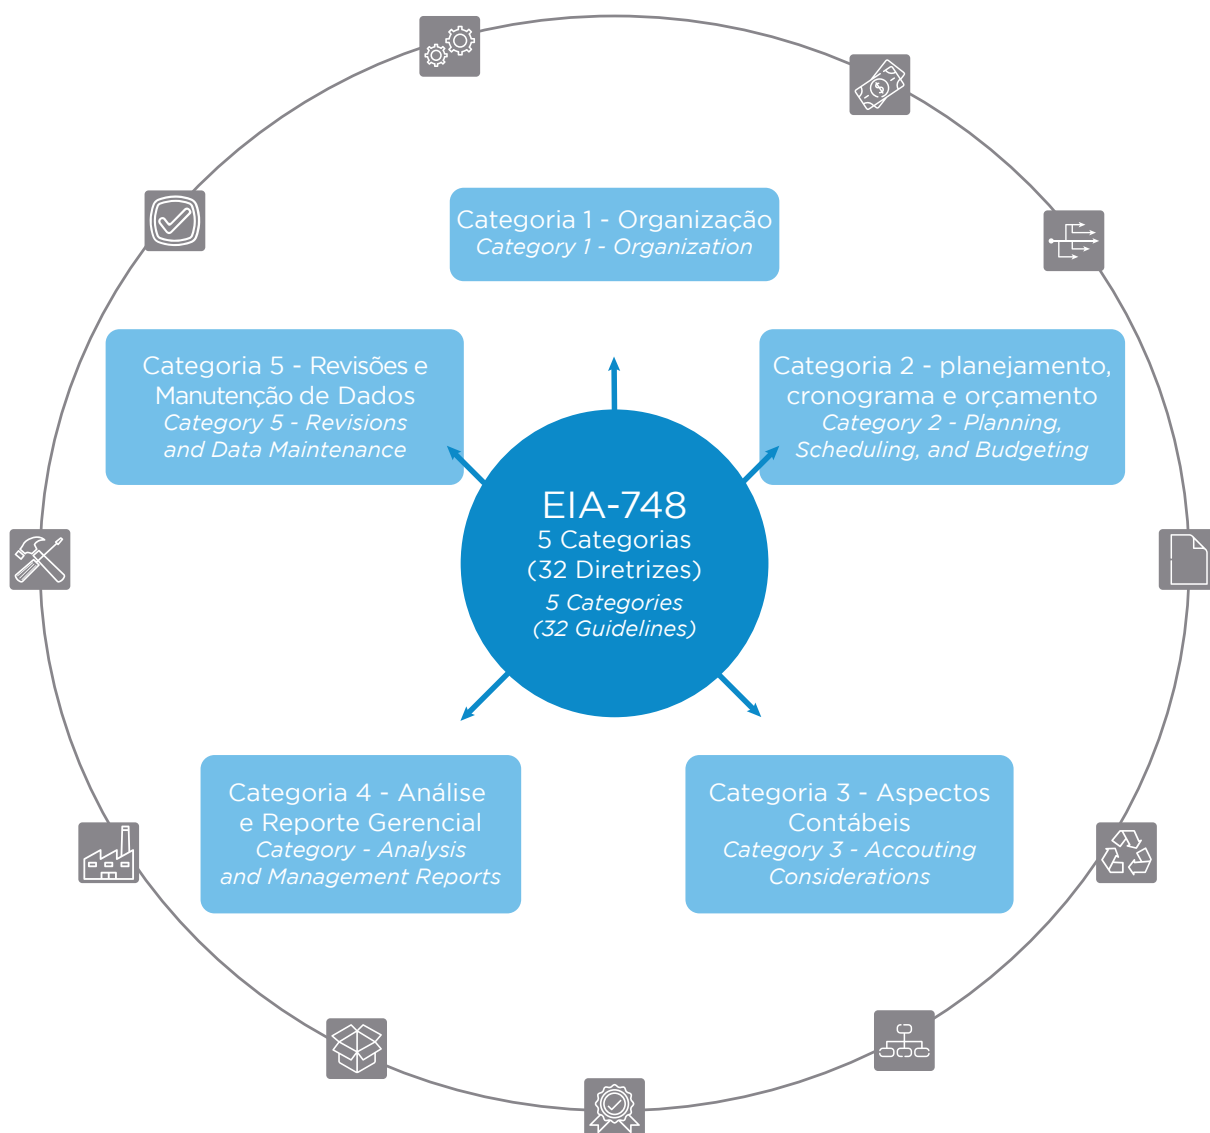 Categoria 1 - Organização
Category 1 - Organization
Categoria 5 - Revisões e
Manutenção de Dados
Category 5 - Revisions
and Data Maintenance
Categoria 2 - planejamento,
cronograma e orçamento
Category 2 - Planning,
Scheduling, and Budgeting
EIA-748
5 Categorias
(32 Diretrizes)
5 Categories
(32 Guidelines)
Categoria 4 - Análise
e Reporte Gerencial
Category - Analysis
and Management Reports
Categoria 3 - Aspectos
Contábeis
Category 3 - Accouting
Considerations